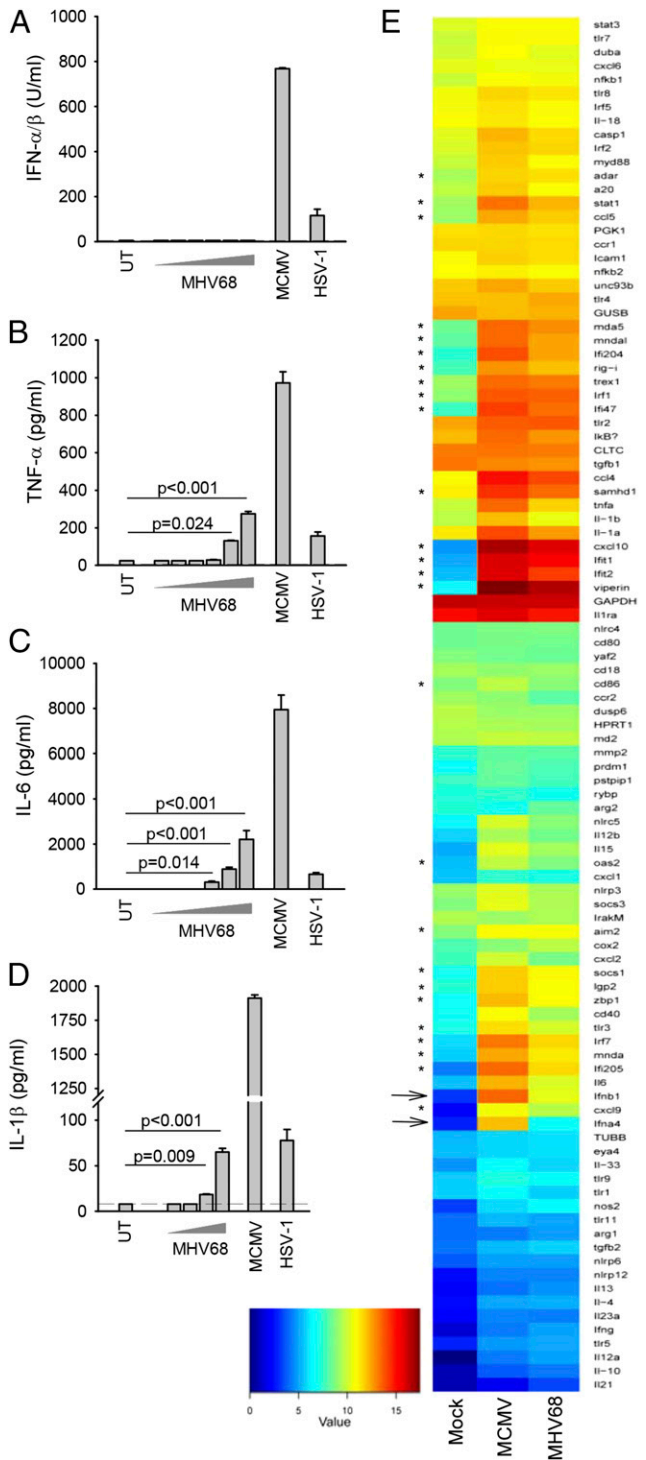 A
IFN-α/β (U/ml)
1000
800
600
400
200
0
UT
MHV68
MCMV
HSV-1
B
TNF-α (pg/ml)
1200
1000
800
600
400
200
0
p<0.001
p=0.024
UT
MHV68
MCMV
HSV-1
C
IL-6 (pg/ml)
10000
8000
6000
4000
2000
0
p<0.001
p<0.001
p=0.014
UT
MHV68
MCMV
HSV-1
D
IL-1β (pg/ml)
2000
1750
1500
1250
100
50
0
p<0.001
p=0.009
UT
MHV68
MCMV
HSV-1
0 5 10 15
Value
E
stat3
tlr7
duba
cxcl6
nfkb1
tlr8
Irf5
Il-18
casp1
Irf2
myd88
* adar
a20
* stat1
* ccl5
PGK1
ccr1
Icam1
nfkb2
unc93b
tlr4
GUSB
* mda5
* mndal
* Ifi204
* rig-i
* trex1
* Irf1
* Ifi47
tlr2
IkB?
CLTC
tgfb1
ccl4
* samhd1
tnfa
Il-1b
Il-1a
* cxcl10
* Ifit1
* Ifit2
* viperin
GAPDH
Il1ra
nlrc4
cd80
yaf2
cd18
* cd86
ccr2
dusp6
HPRT1
md2
mmp2
prdm1
pstpip1
rybp
arg2
nlrc5
Il12b
Il15
* oas2
cxcl1
nlrp3
socs3
IrakM
* aim2
cox2
cxcl2
* socs1
* lgp2
* zbp1
cd40
* tlr3
* Irf7
* mnda
* Ifi205
Il6
Ifnb1
* cxcl9
Ifna4
TUBB
eya4
Il-33
tlr9
tlr1
nos2
tlr11
arg1
tgfb2
nlrp6
nlrp12
Il13
Il-4
Il23a
Ifng
tlr5
Il12a
Il-10
Il21
Mock
MCMV
MHV68